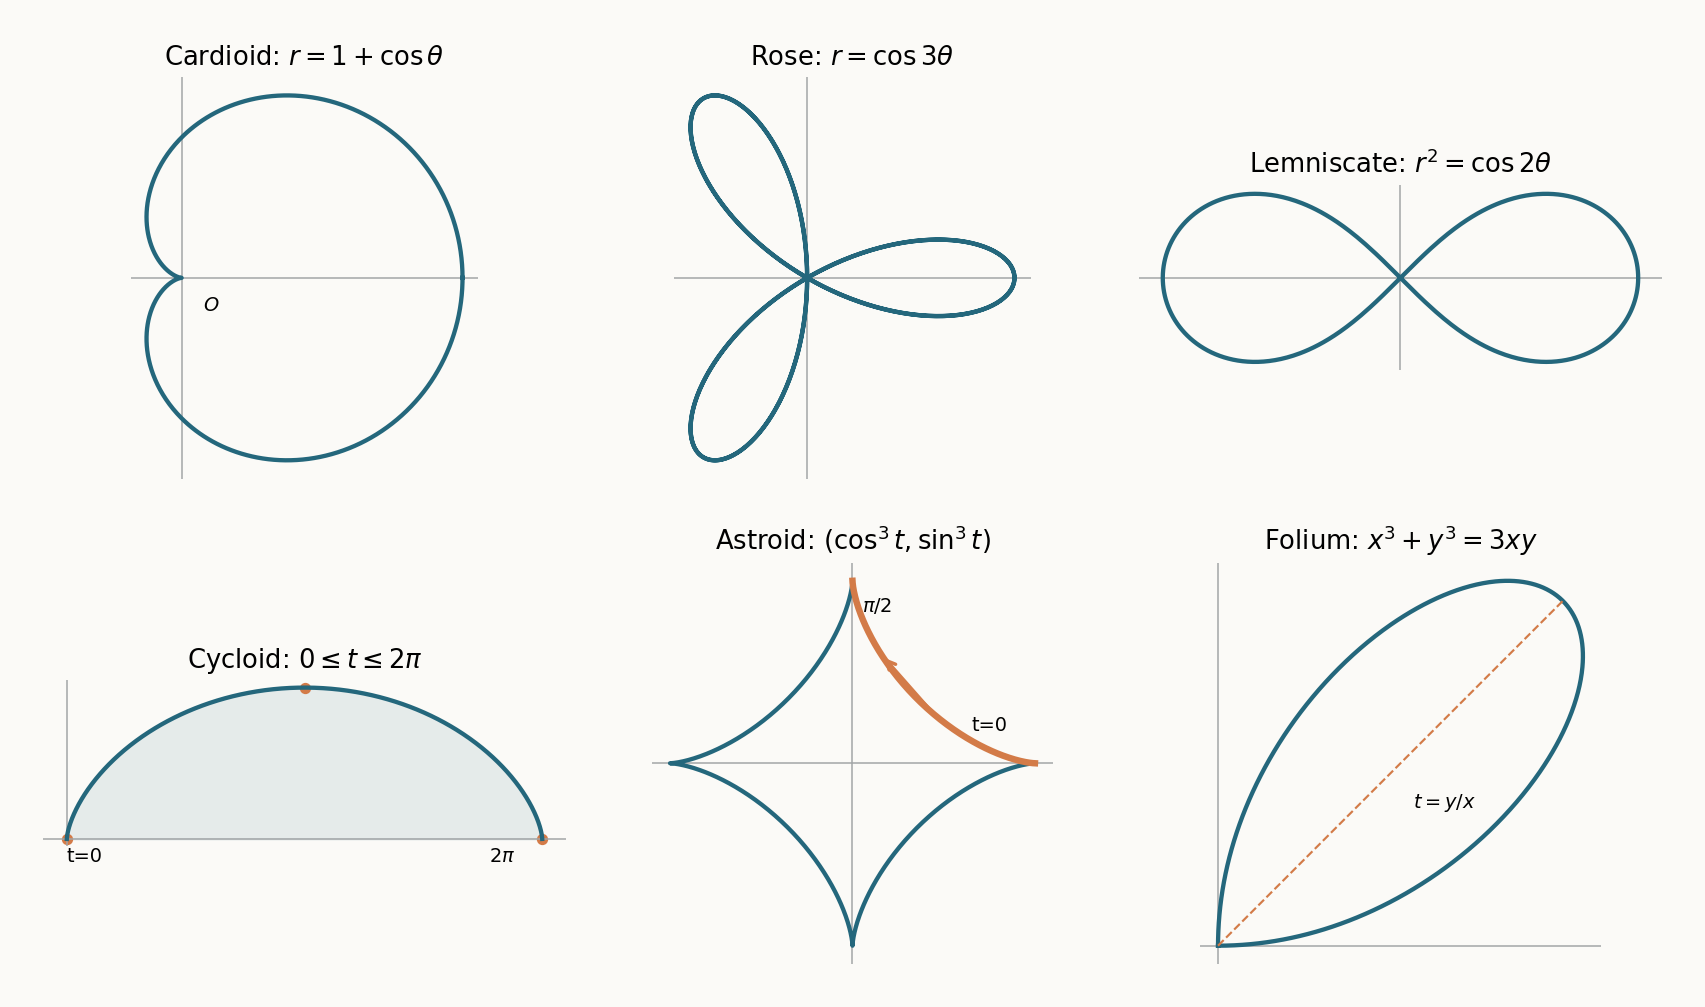 Cardioid: r = 1 + cos θ
O
Rose: r = cos 3θ
Lemniscate: r² = cos 2θ
Cycloid: 0 ≤ t ≤ 2π
t=0
2π
Astroid: (cos³ t, sin³ t)
π/2
t=0
Folium: x³ + y³ = 3xy
t = y/x